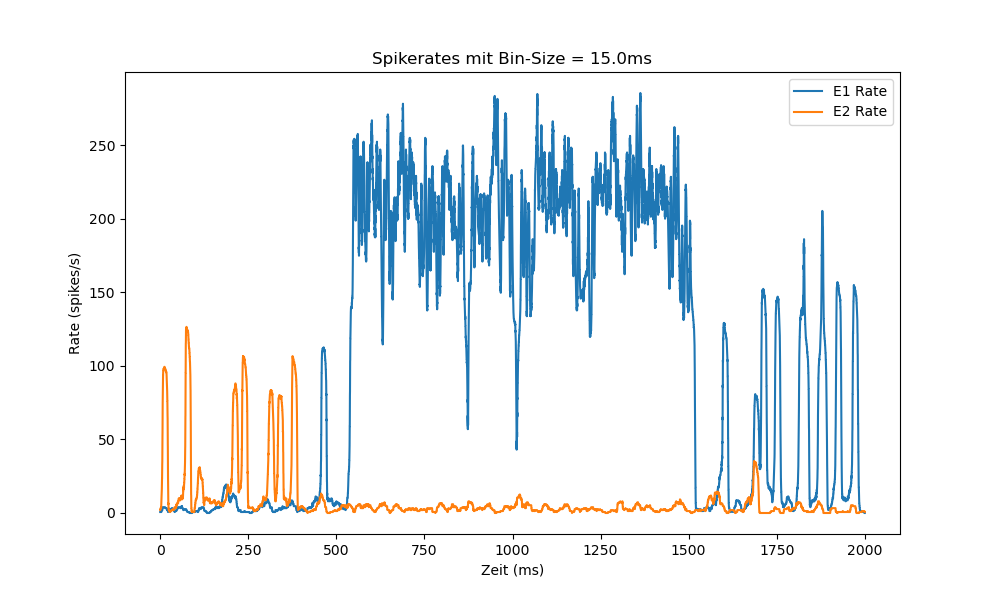 Spikerates mit Bin-Size = 15.0ms
E1 Rate
E2 Rate
250
200
150
100
50
0
Rate (spikes/s)
0 250 500 750 1000 1250 1500 1750 2000
Zeit (ms)